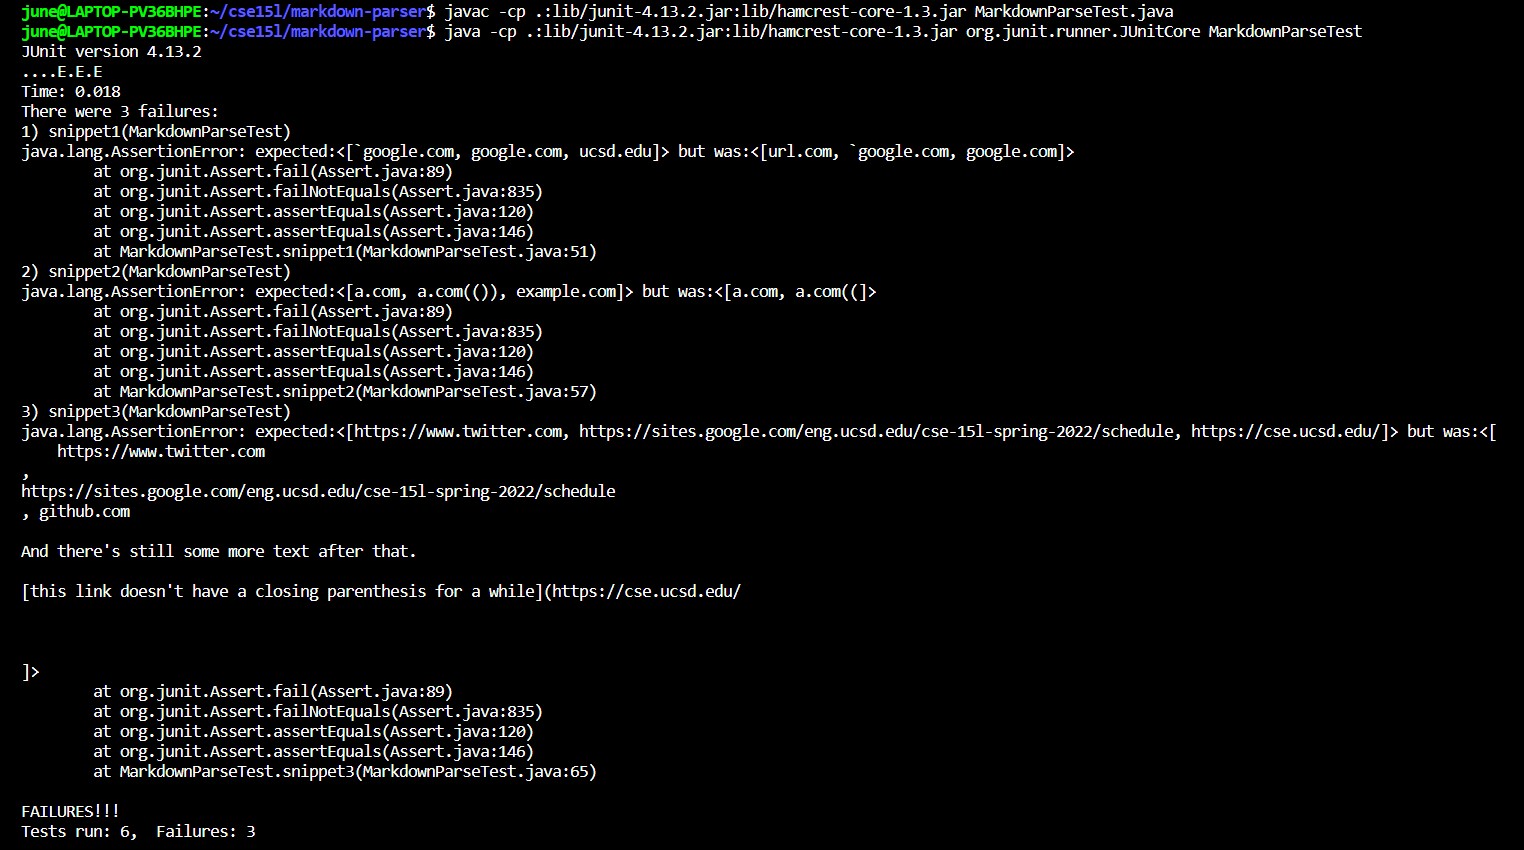 june@LAPTOP-PV36BHPE:~/cse15l/markdown-parser$ javac -cp .:lib/junit-4.13.2.jar:lib/hamcrest-core-1.3.jar MarkdownParseTest.java
june@LAPTOP-PV36BHPE:~/cse15l/markdown-parser$ java -cp .:lib/junit-4.13.2.jar:lib/hamcrest-core-1.3.jar org.junit.runner.JUnitCore MarkdownParseTest
JUnit version 4.13.2
....E.E.E
Time: 0.018
There were 3 failures:
1) snippet1(MarkdownParseTest)
java.lang.AssertionError: expected:<[`google.com, google.com, ucsd.edu]> but was:<[url.com, `google.com, google.com]>
        at org.junit.Assert.fail(Assert.java:89)
        at org.junit.Assert.failNotEquals(Assert.java:835)
        at org.junit.Assert.assertEquals(Assert.java:120)
        at org.junit.Assert.assertEquals(Assert.java:146)
        at MarkdownParseTest.snippet1(MarkdownParseTest.java:51)
2) snippet2(MarkdownParseTest)
java.lang.AssertionError: expected:<[a.com, a.com(()), example.com]> but was:<[a.com, a.com((]>
        at org.junit.Assert.fail(Assert.java:89)
        at org.junit.Assert.failNotEquals(Assert.java:835)
        at org.junit.Assert.assertEquals(Assert.java:120)
        at org.junit.Assert.assertEquals(Assert.java:146)
        at MarkdownParseTest.snippet2(MarkdownParseTest.java:57)
3) snippet3(MarkdownParseTest)
java.lang.AssertionError: expected:<[https://www.twitter.com, https://sites.google.com/eng.ucsd.edu/cse-15l-spring-2022/schedule, https://cse.ucsd.edu/]> but was:<[
    https://www.twitter.com
,
https://sites.google.com/eng.ucsd.edu/cse-15l-spring-2022/schedule
, github.com

And there's still some more text after that.

[this link doesn't have a closing parenthesis for a while](https://cse.ucsd.edu/



]>
        at org.junit.Assert.fail(Assert.java:89)
        at org.junit.Assert.failNotEquals(Assert.java:835)
        at org.junit.Assert.assertEquals(Assert.java:120)
        at org.junit.Assert.assertEquals(Assert.java:146)
        at MarkdownParseTest.snippet3(MarkdownParseTest.java:65)

FAILURES!!!
Tests run: 6,  Failures: 3